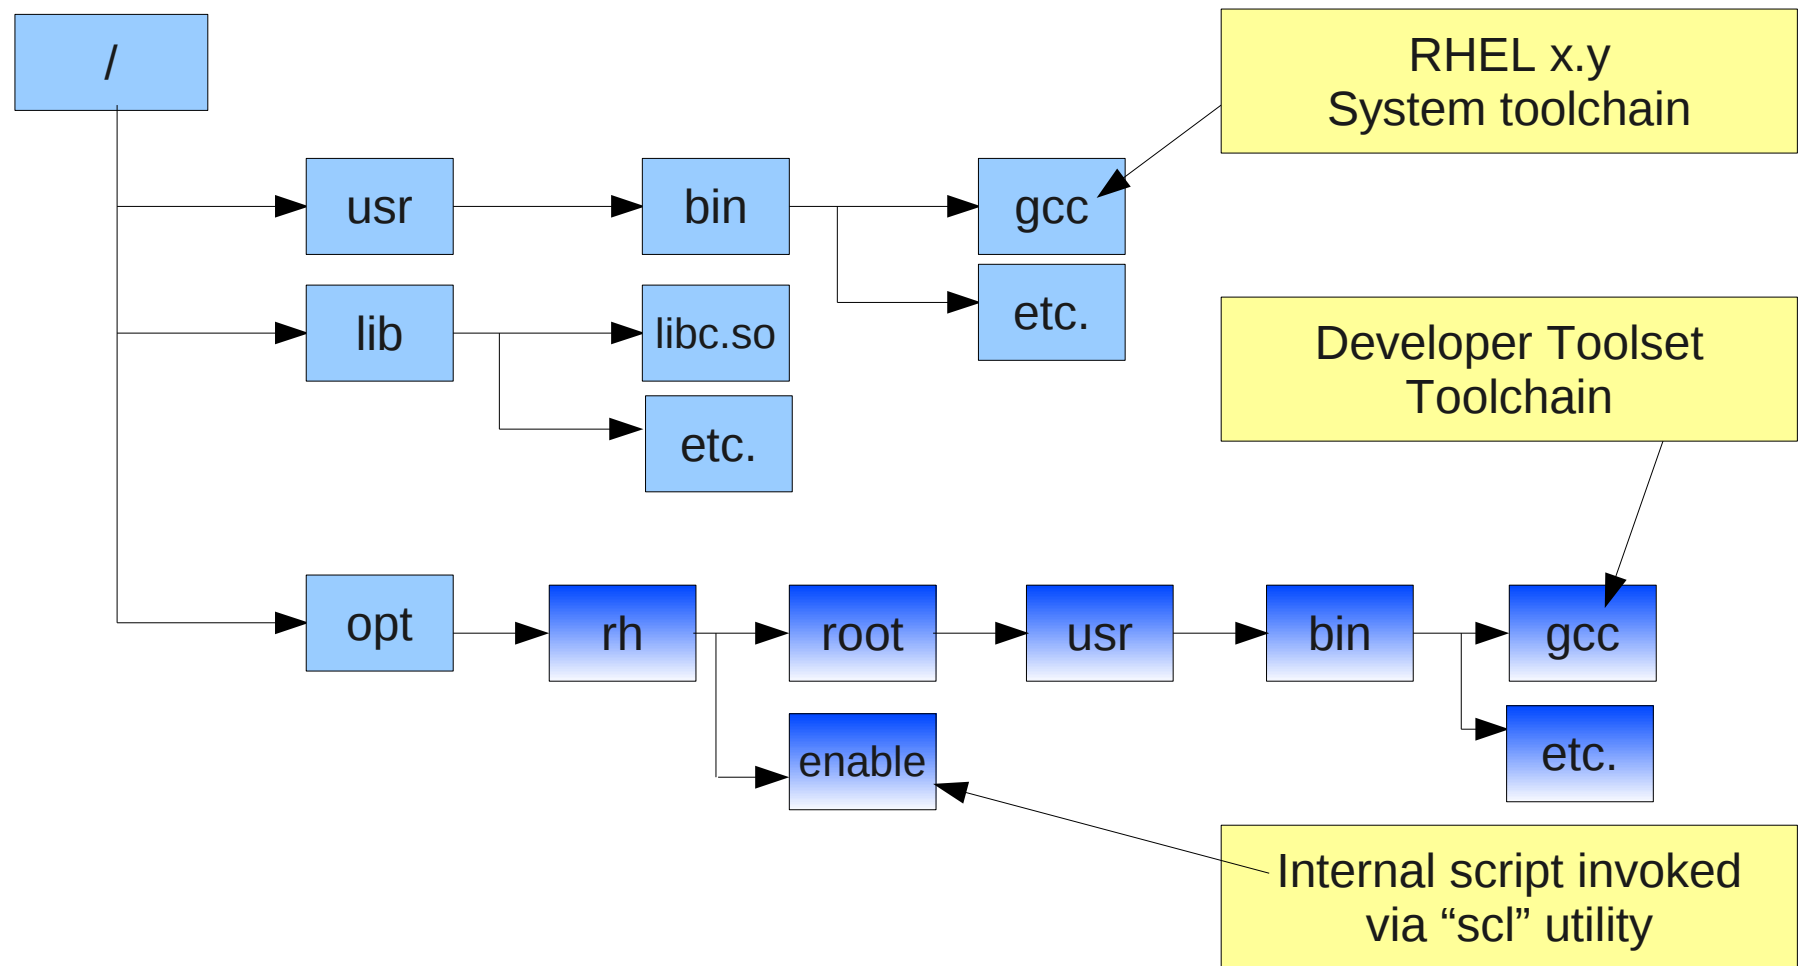 /
RHEL x.y
System toolchain
usr
bin
gcc
etc.
lib
libc.so
etc.
Developer Toolset
Toolchain
opt
rh
root
usr
bin
gcc
enable
etc.
Internal script invoked
via “scl” utility